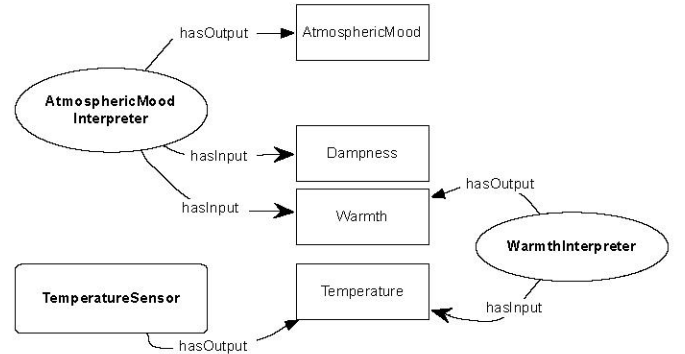 hasOutput
AtmosphericMood
AtmosphericMood
Interpreter
hasInput
Dampness
hasInput
Warmth
hasOutput
WarmthInterpreter
TemperatureSensor
Temperature
hasInput
hasOutput